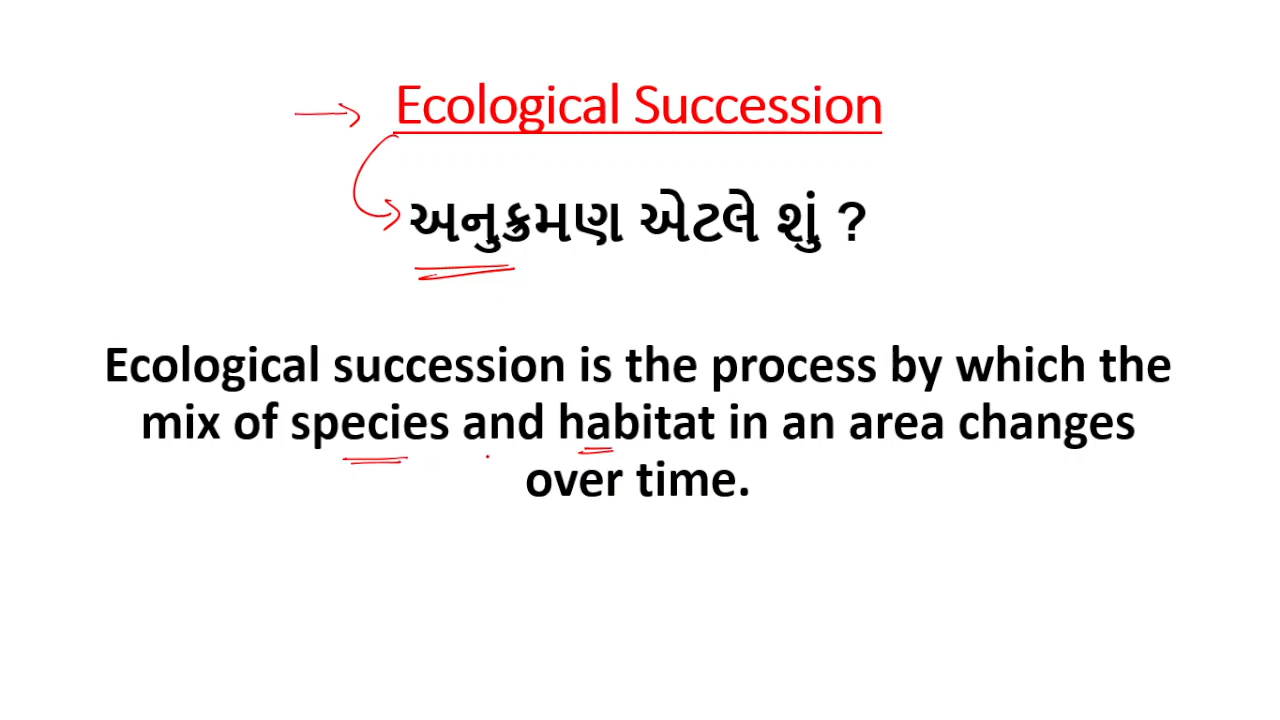 Ecological Succession
અનુક્રમણ એટલે શું ?
Ecological succession is the process by which the
mix of species and habitat in an area changes
over time.